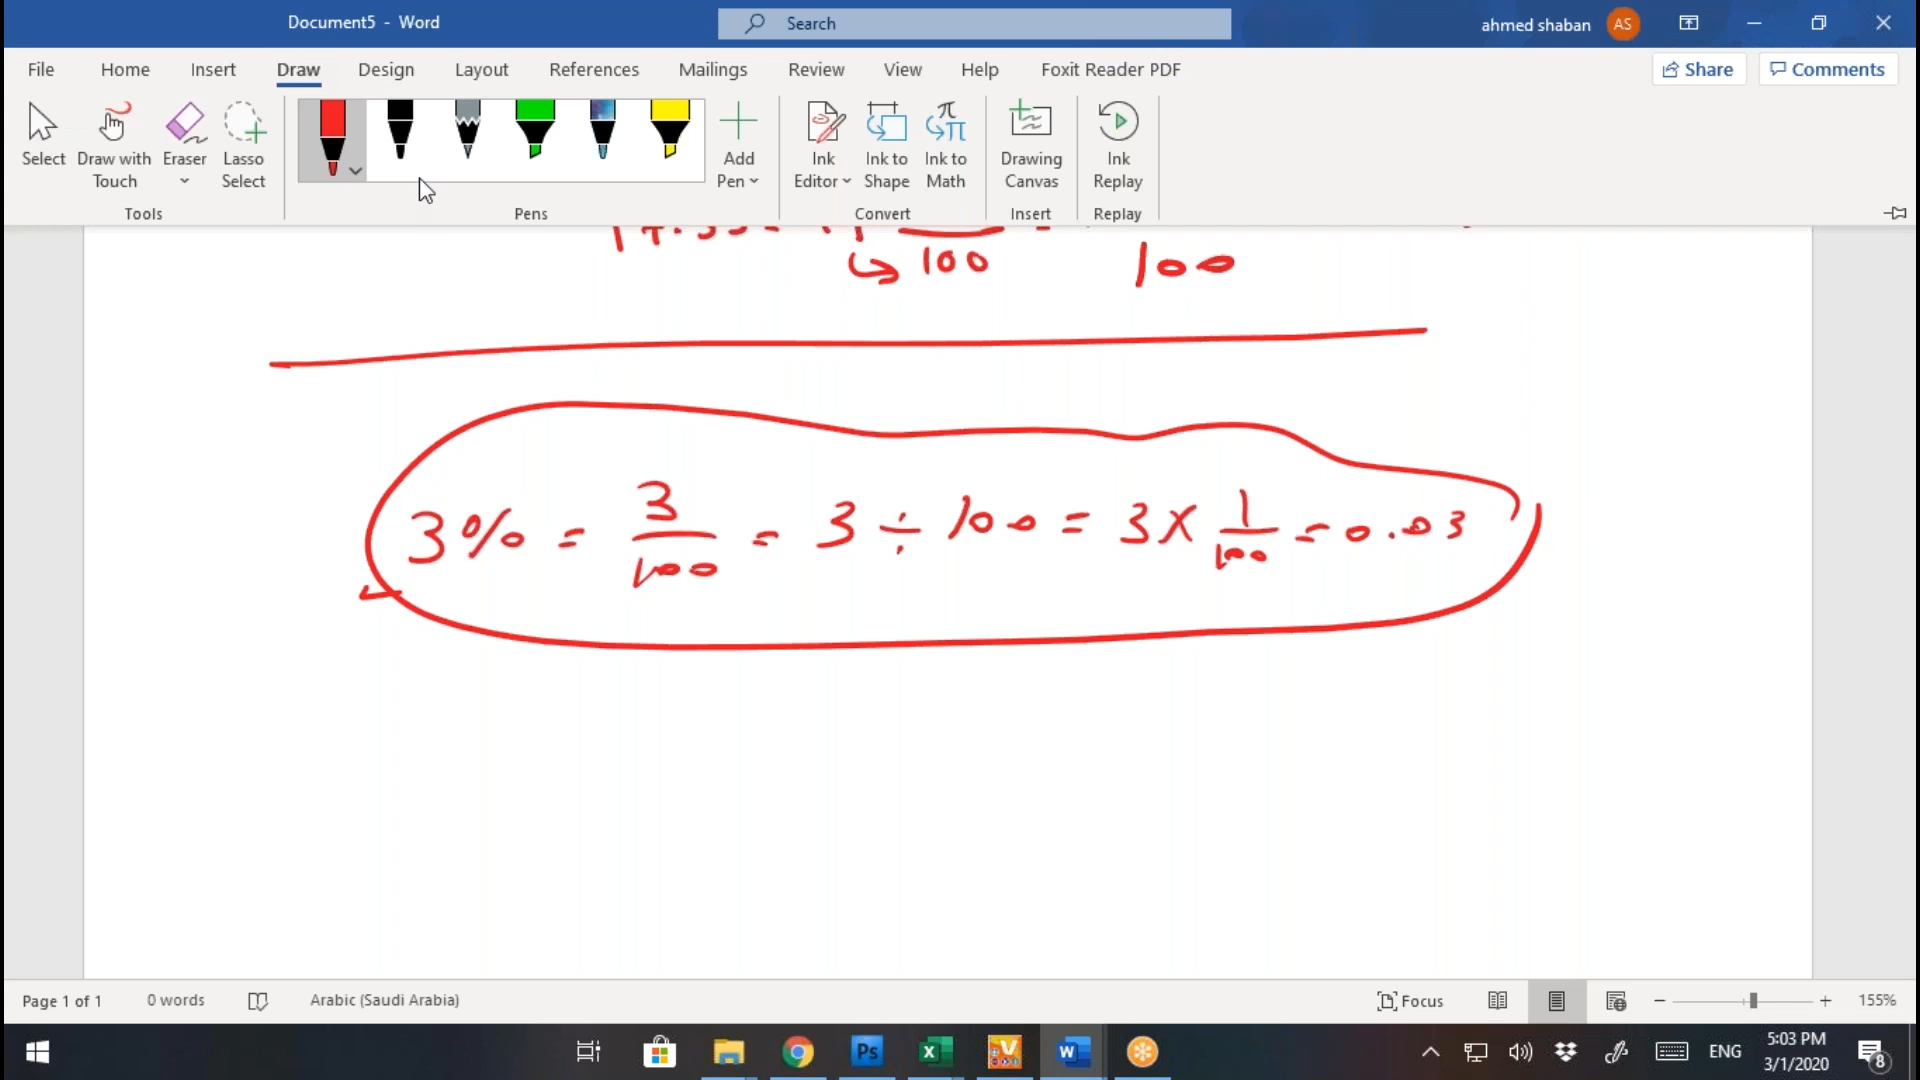 Document5 - Word
Search
ahmed shaban
AS
File Home Insert Draw Design Layout References Mailings Review View Help Foxit Reader PDF
Share
Comments
Select
Draw with Touch
Eraser
Lasso Select
Add Pen
Ink Editor
Ink to Shape
Ink to Math
Drawing Canvas
Ink Replay
Tools
Pens
Convert
Insert
Replay
100
100
3% = 3/100 = 3 ÷ 100 = 3 × 1/100 = 0.03
Page 1 of 1
0 words
Arabic (Saudi Arabia)
Focus
155%
Ps
ENG
5:03 PM
3/1/2020
8